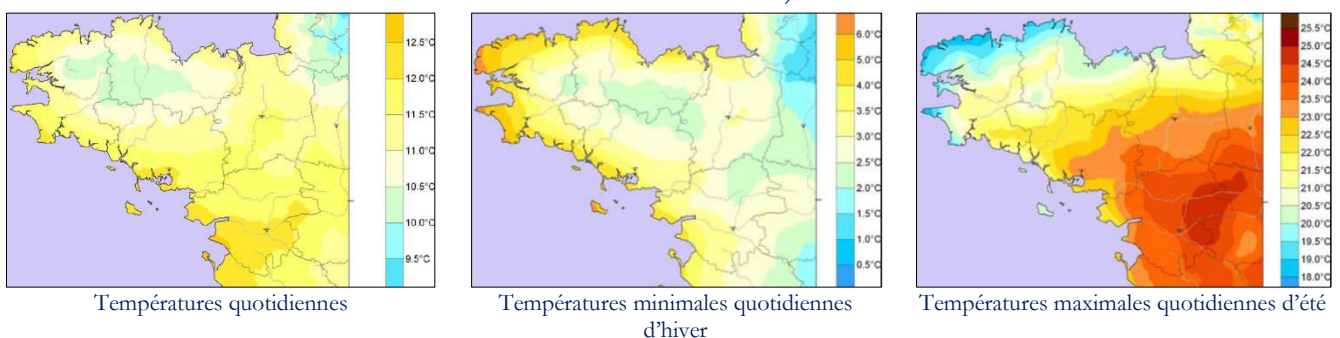 12.5°C
12.0°C
11.5°C
11.0°C
10.5°C
10.0°C
9.5°C
Températures quotidiennes
6.0°C
5.0°C
4.0°C
3.5°C
3.0°C
2.5°C
2.0°C
1.5°C
1.0°C
0.5°C
Températures minimales quotidiennes
d’hiver
25.5°C
25.0°C
24.5°C
24.0°C
23.5°C
23.0°C
22.5°C
22.0°C
21.5°C
21.0°C
20.5°C
20.0°C
19.5°C
19.0°C
18.0°C
Températures maximales quotidiennes d’été